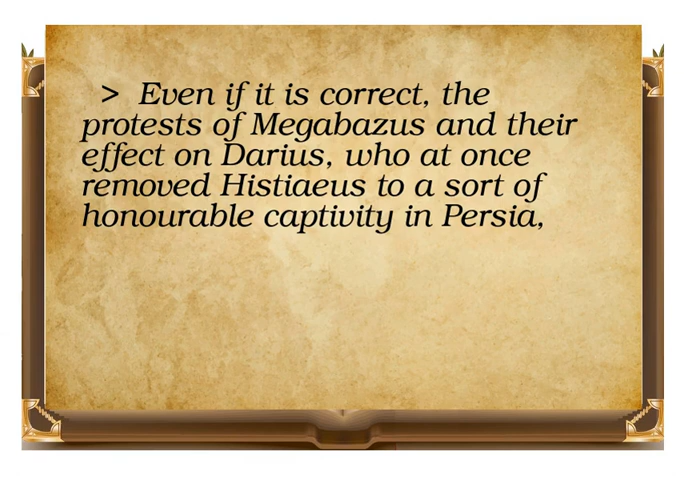 > Even if it is correct, the
protests of Megabazus and their
effect on Darius, who at once
removed Histiaeus to a sort of
honourable captivity in Persia,